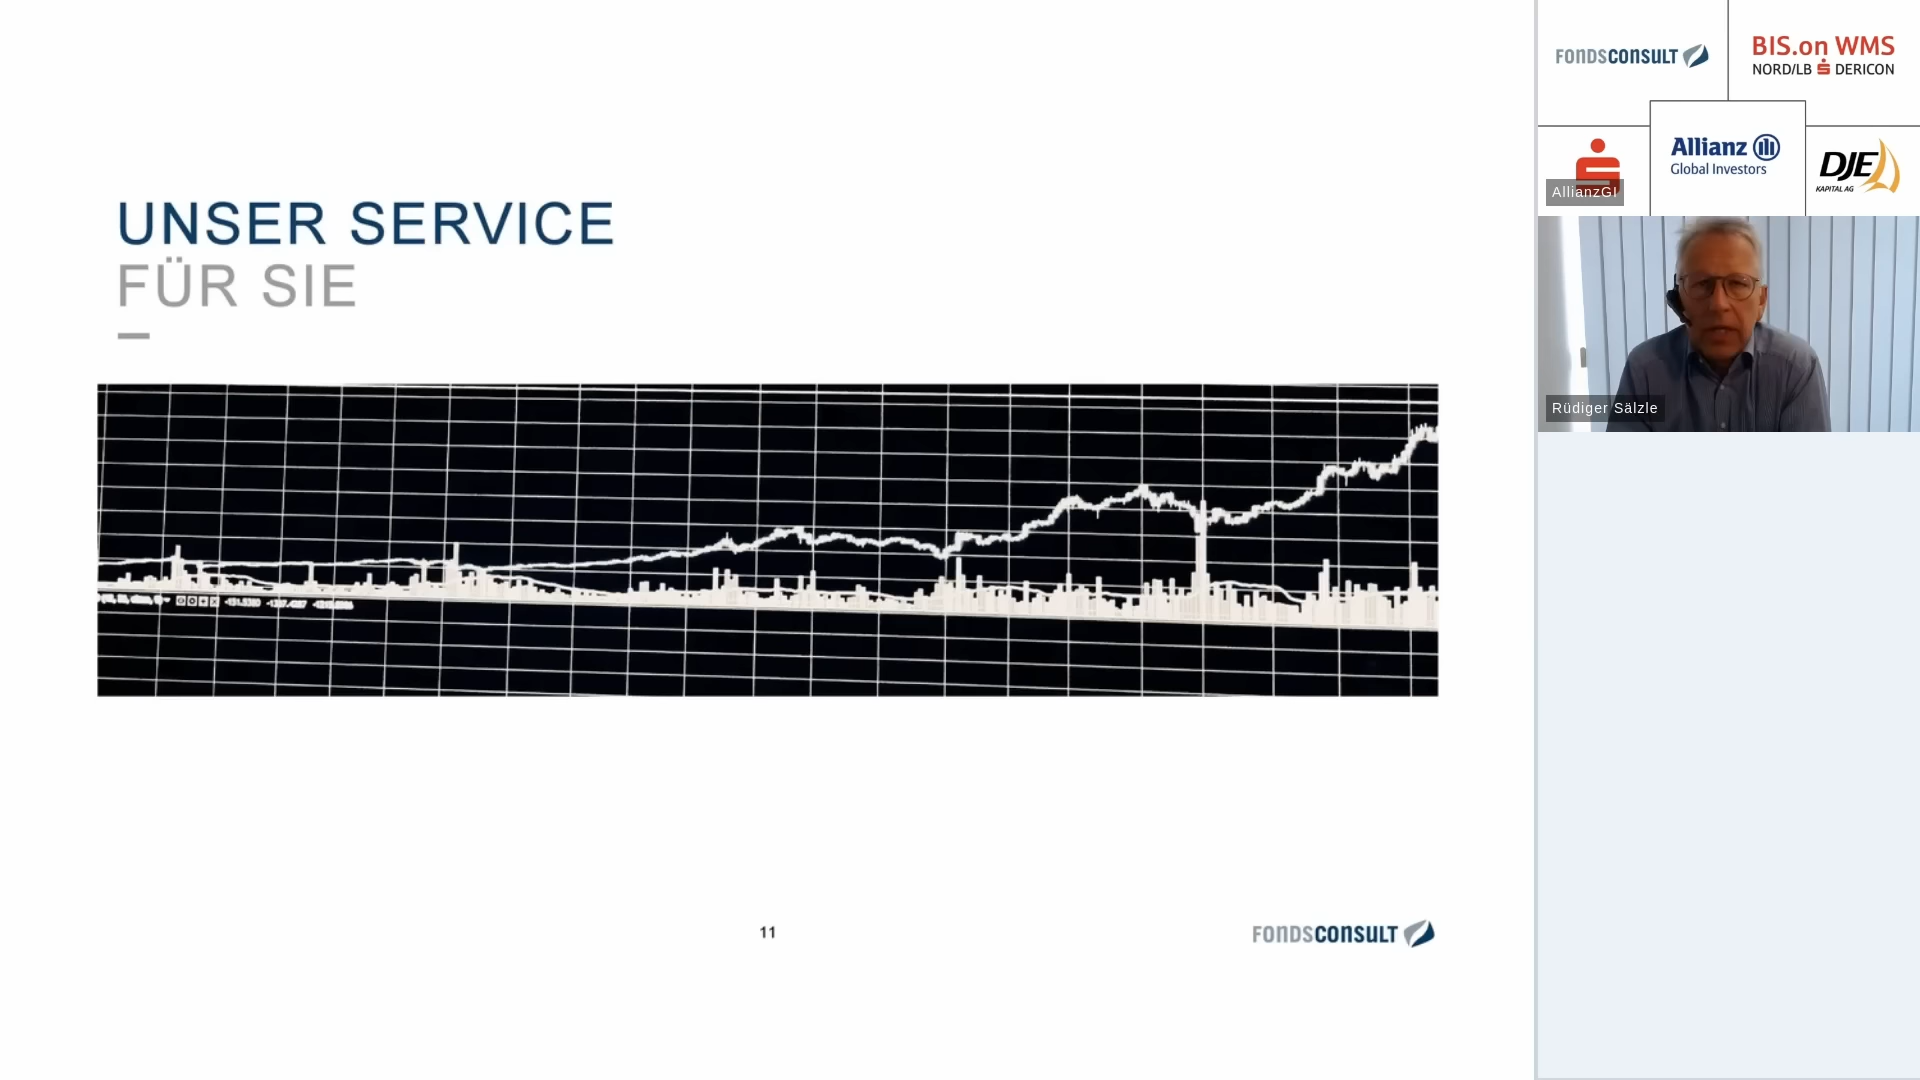 UNSER SERVICE
FÜR SIE
11
FONDSCONSULT
FONDSCONSULT
BIS.on WMS
NORD/LB DERICON
AllianzGI
Allianz
Global Investors
DJE
KAPITAL AG
Rüdiger Sälzle